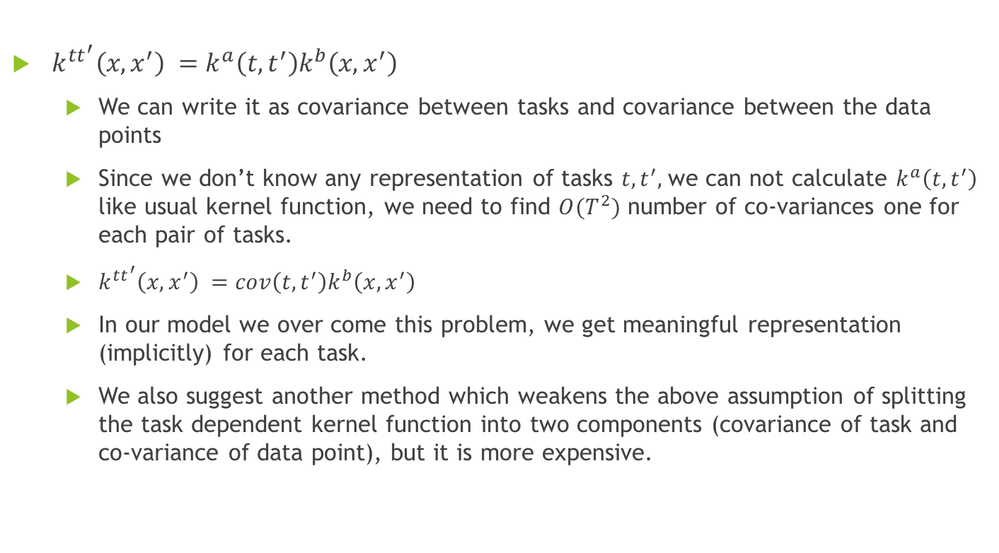 k^{tt'}(x, x') = k^a(t, t')k^b(x, x')
We can write it as covariance between tasks and covariance between the data
points
Since we don’t know any representation of tasks t, t', we can not calculate k^a(t, t')
like usual kernel function, we need to find O(T^2) number of co-variances one for
each pair of tasks.
k^{tt'}(x, x') = cov(t, t')k^b(x, x')
In our model we over come this problem, we get meaningful representation
(implicitly) for each task.
We also suggest another method which weakens the above assumption of splitting
the task dependent kernel function into two components (covariance of task and
co-variance of data point), but it is more expensive.